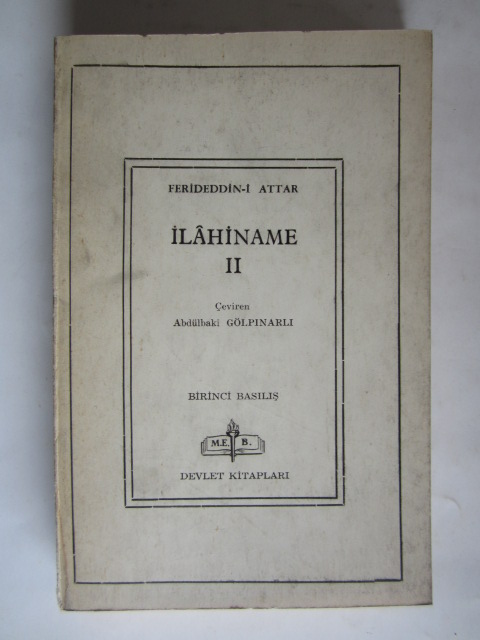 FERİDEDDİN-İ ATTAR
İLÂHİNAME
II
Çeviren
Abdülbaki GÖLPINARLI
BİRİNCİ BASILIŞ
M.E. B.
DEVLET KİTAPLARI